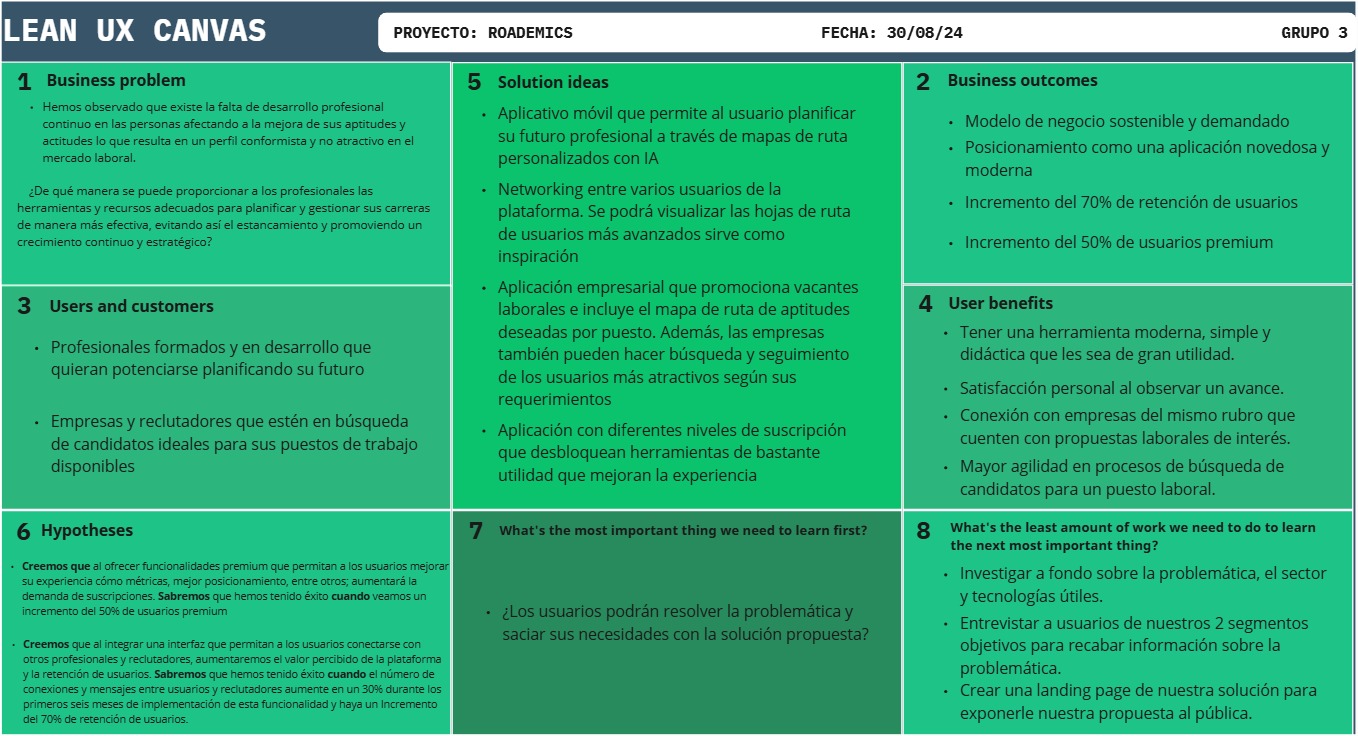 LEAN UX CANVAS
PROYECTO: ROADEMICS
FECHA: 30/08/24
GRUPO 3
1 Business problem
• Hemos observado que existe la falta de desarrollo profesional
continuo en las personas afectando a la mejora de sus aptitudes y
actitudes lo que resulta en un perfil conformista y no atractivo en el
mercado laboral.
¿De qué manera se puede proporcionar a los profesionales las
herramientas y recursos adecuados para planificar y gestionar sus carreras
de manera más efectiva, evitando así el estancamiento y promoviendo un
crecimiento continuo y estratégico?
5 Solution ideas
• Aplicativo móvil que permite al usuario planificar
su futuro profesional a través de mapas de ruta
personalizados con IA
• Networking entre varios usuarios de la
plataforma. Se podrá visualizar las hojas de ruta
de usuarios más avanzados sirve como
inspiración
• Aplicación empresarial que promociona vacantes
laborales e incluye el mapa de ruta de aptitudes
deseadas por puesto. Además, las empresas
también pueden hacer búsqueda y seguimiento
de los usuarios más atractivos según sus
requerimientos
• Aplicación con diferentes niveles de suscripción
que desbloquean herramientas de bastante
utilidad que mejoran la experiencia
2 Business outcomes
• Modelo de negocio sostenible y demandado
• Posicionamiento como una aplicación novedosa y
moderna
• Incremento del 70% de retención de usuarios
• Incremento del 50% de usuarios premium
3 Users and customers
• Profesionales formados y en desarrollo que
quieran potenciarse planificando su futuro
• Empresas y reclutadores que estén en búsqueda
de candidatos ideales para sus puestos de trabajo
disponibles
4 User benefits
• Tener una herramienta moderna, simple y
didáctica que les sea de gran utilidad.
• Satisfacción personal al observar un avance.
• Conexión con empresas del mismo rubro que
cuenten con propuestas laborales de interés.
• Mayor agilidad en procesos de búsqueda de
candidatos para un puesto laboral.
6 Hypotheses
• Creemos que al ofrecer funcionalidades premium que permitan a los usuarios mejorar
su experiencia cómo métricas, mejor posicionamiento, entre otros; aumentará la
demanda de suscripciones. Sabremos que hemos tenido éxito cuando veamos un
incremento del 50% de usuarios premium
• Creemos que al integrar una interfaz que permitan a los usuarios conectarse con
otros profesionales y reclutadores, aumentaremos el valor percibido de la plataforma
y la retención de usuarios. Sabremos que hemos tenido éxito cuando el número de
conexiones y mensajes entre usuarios y reclutadores aumente en un 30% durante los
primeros seis meses de implementación de esta funcionalidad y haya un Incremento
del 70% de retención de usuarios.
7 What's the most important thing we need to learn first?
• ¿Los usuarios podrán resolver la problemática y
saciar sus necesidades con la solución propuesta?
8 What's the least amount of work we need to do to learn
the next most important thing?
• Investigar a fondo sobre la problemática, el sector
y tecnologías útiles.
• Entrevistar a usuarios de nuestros 2 segmentos
objetivos para recabar información sobre la
problemática.
• Crear una landing page de nuestra solución para
exponerle nuestra propuesta al pública.